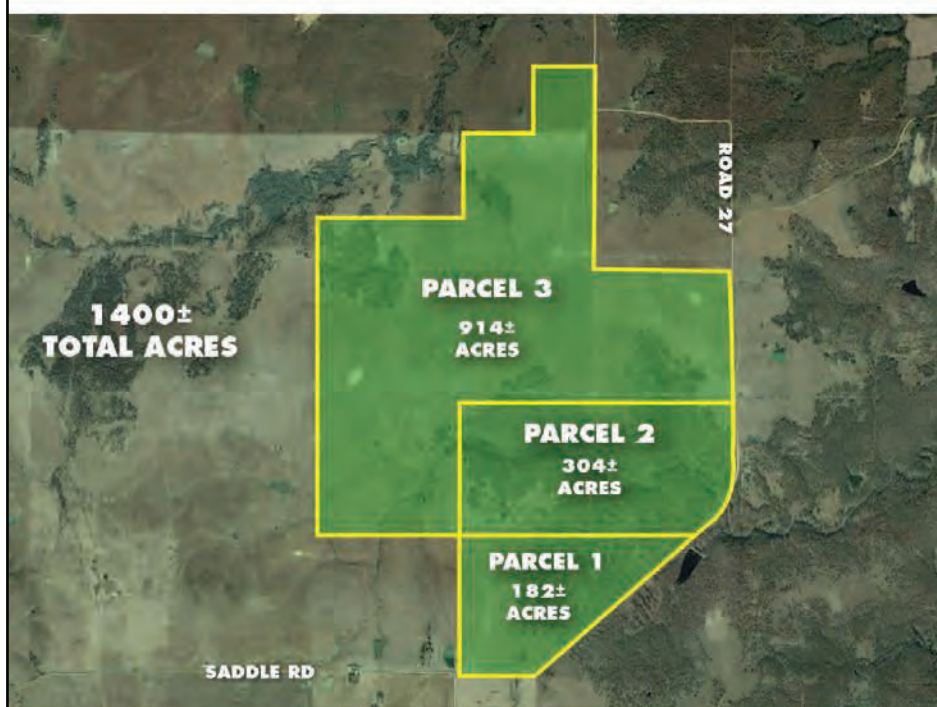 ROAD 27
PARCEL 3
914±
ACRES
1400±
TOTAL ACRES
PARCEL 2
304±
ACRES
PARCEL 1
182±
ACRES
SADDLE RD